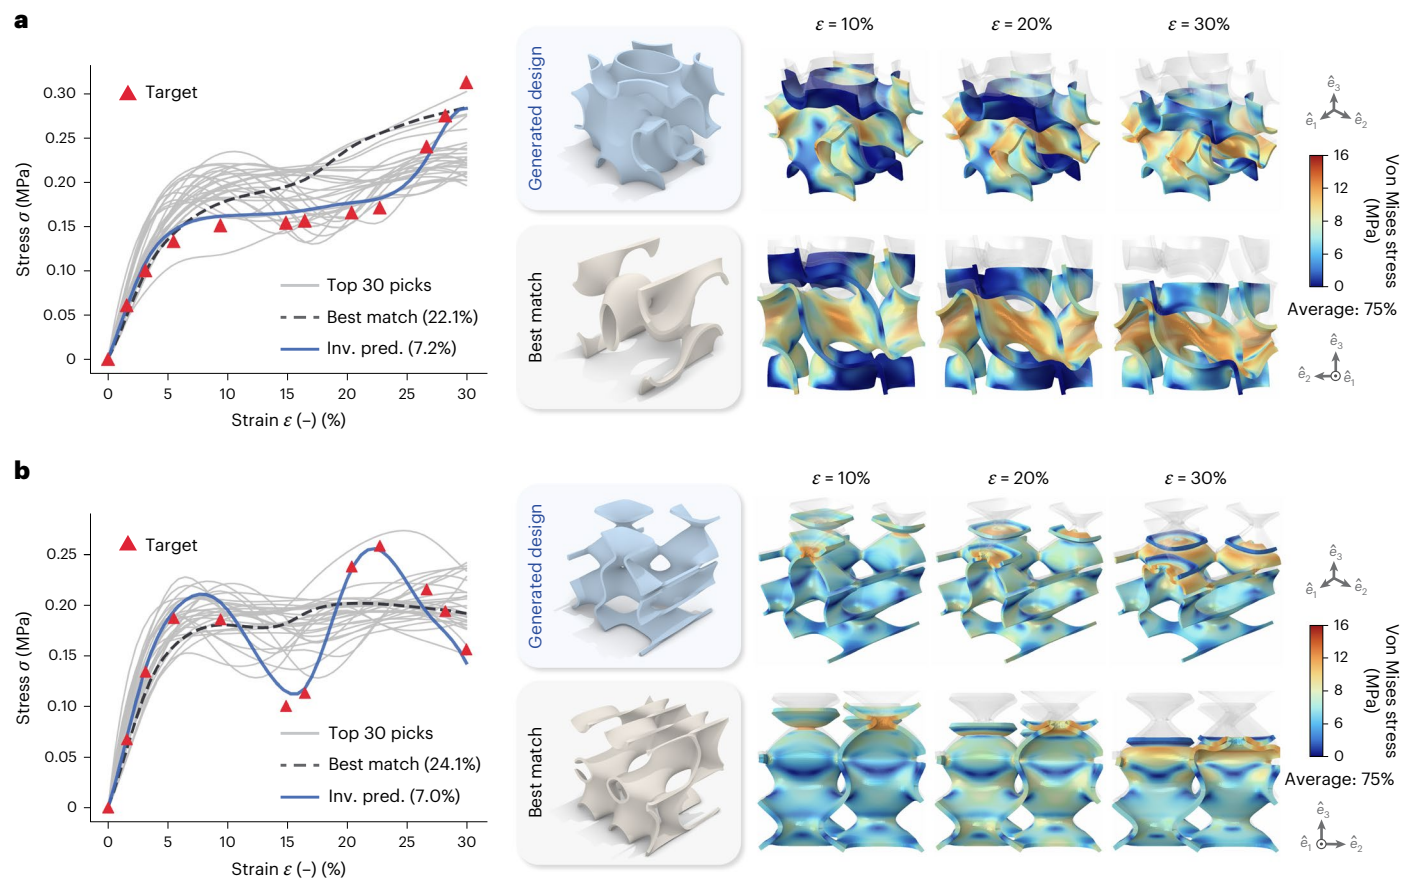 a
Stress σ (MPa)
0.30
0.25
0.20
0.15
0.10
0.05
0
Target
Top 30 picks
Best match (22.1%)
Inv. pred. (7.2%)
0 5 10 15 20 25 30
Strain ε (–) (%)
Generated design
Best match
ε = 10% ε = 20% ε = 30%
ê3
ê1 ê2
16
12
8
6
0
Von Mises stress
(MPa)
Average: 75%
ê3
ê2 ê1
b
Stress σ (MPa)
0.25
0.20
0.15
0.10
0.05
0
Target
Top 30 picks
Best match (24.1%)
Inv. pred. (7.0%)
0 5 10 15 20 25 30
Strain ε (–) (%)
Generated design
Best match
ε = 10% ε = 20% ε = 30%
ê3
ê1 ê2
16
12
8
6
0
Von Mises stress
(MPa)
Average: 75%
ê3
ê1 ê2